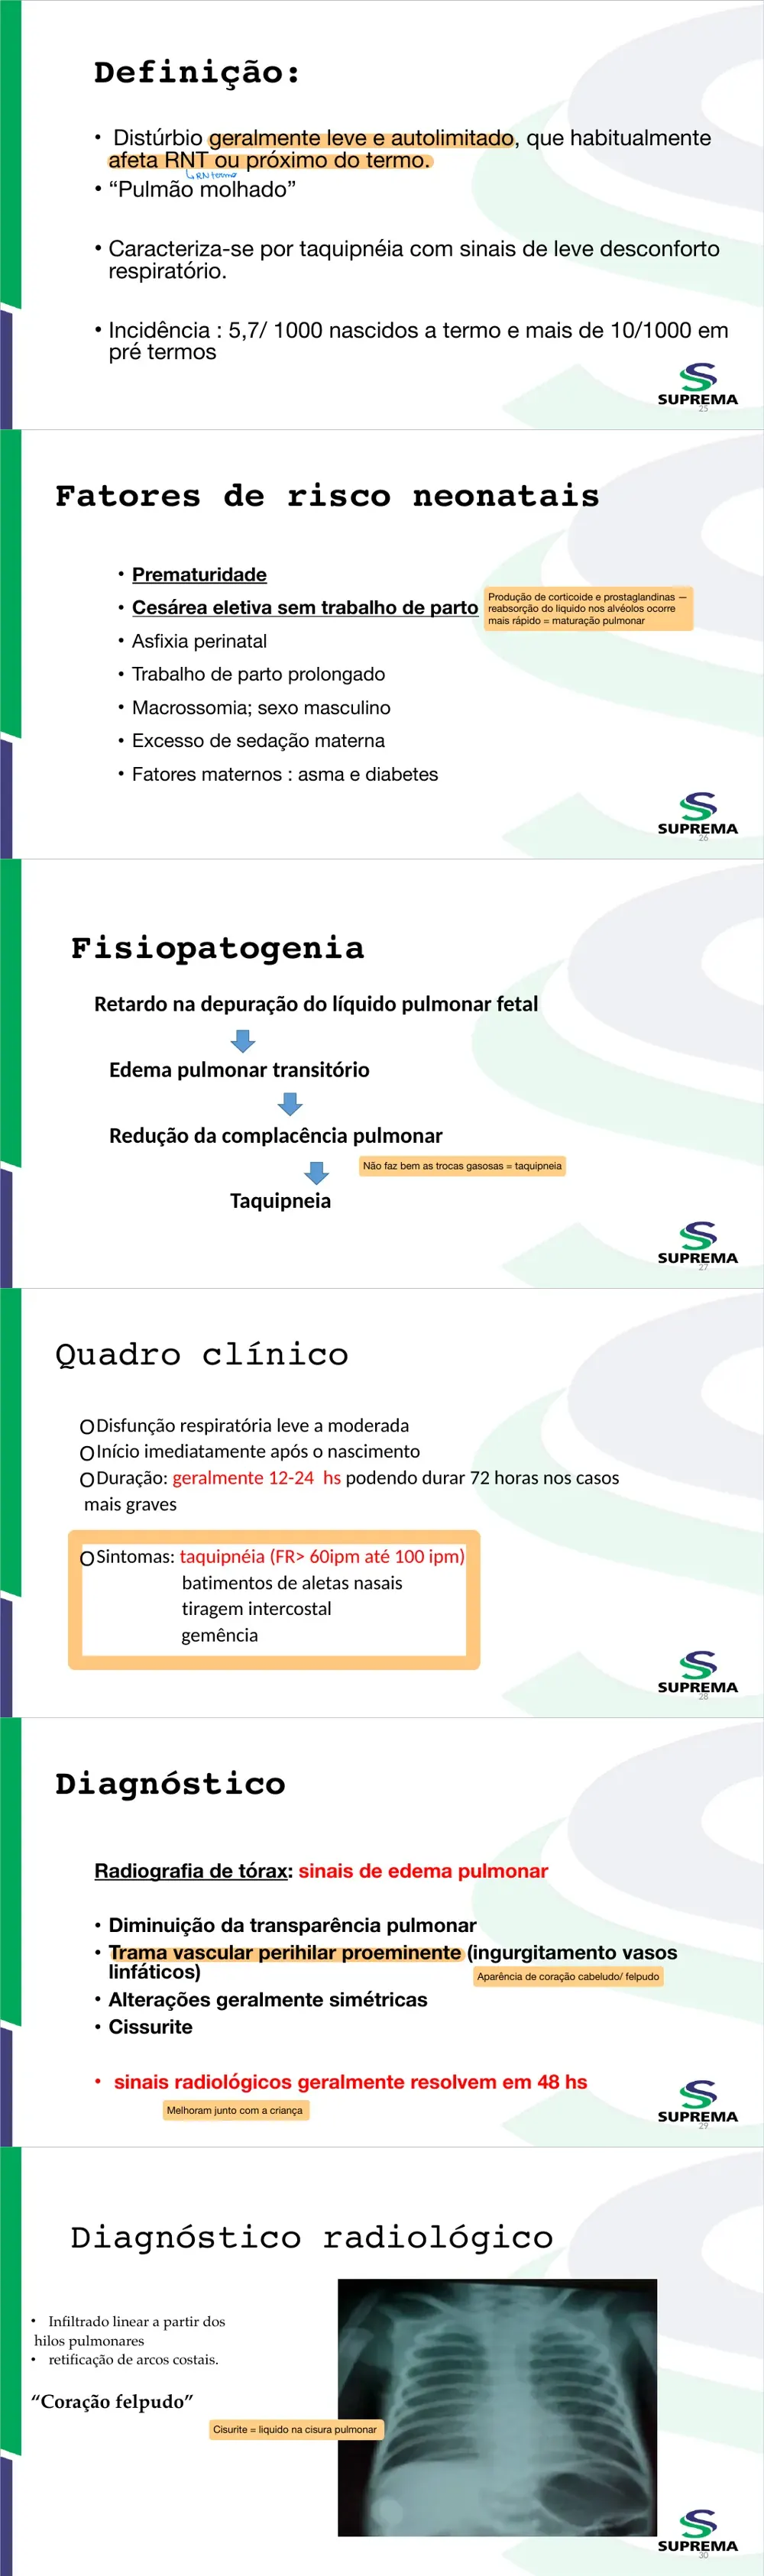 Definição:
• Distúrbio geralmente leve e autolimitado, que habitualmente
afeta RNT ou próximo do termo.
RN termo
• “Pulmão molhado”
• Caracteriza-se por taquipnéia com sinais de leve desconforto
respiratório.
• Incidência : 5,7/ 1000 nascidos a termo e mais de 10/1000 em
pré termos
SUPREMA
25
Fatores de risco neonatais
• Prematuridade
• Cesárea eletiva sem trabalho de parto
Produção de corticoide e prostaglandinas —
reabsorção do liquido nos alvéolos ocorre
mais rápido = maturação pulmonar
• Asfixia perinatal
• Trabalho de parto prolongado
• Macrossomia; sexo masculino
• Excesso de sedação materna
• Fatores maternos : asma e diabetes
SUPREMA
26
Fisiopatogenia
Retardo na depuração do líquido pulmonar fetal
Edema pulmonar transitório
Redução da complacência pulmonar
Não faz bem as trocas gasosas = taquipneia
Taquipneia
SUPREMA
27
Quadro clínico
O Disfunção respiratória leve a moderada
O Início imediatamente após o nascimento
O Duração: geralmente 12-24 hs podendo durar 72 horas nos casos
mais graves
O Sintomas: taquipnéia (FR> 60ipm até 100 ipm)
batimentos de aletas nasais
tiragem intercostal
gemência
SUPREMA
28
Diagnóstico
Radiografia de tórax: sinais de edema pulmonar
• Diminuição da transparência pulmonar
• Trama vascular perihilar proeminente (ingurgitamento vasos
linfáticos)
Aparência de coração cabeludo/ felpudo
• Alterações geralmente simétricas
• Cissurite
• sinais radiológicos geralmente resolvem em 48 hs
Melhoram junto com a criança
SUPREMA
29
Diagnóstico radiológico
• Infiltrado linear a partir dos
hilos pulmonares
• retificação de arcos costais.
“Coração felpudo”
Cisurite = liquido na cisura pulmonar
SUPREMA
30